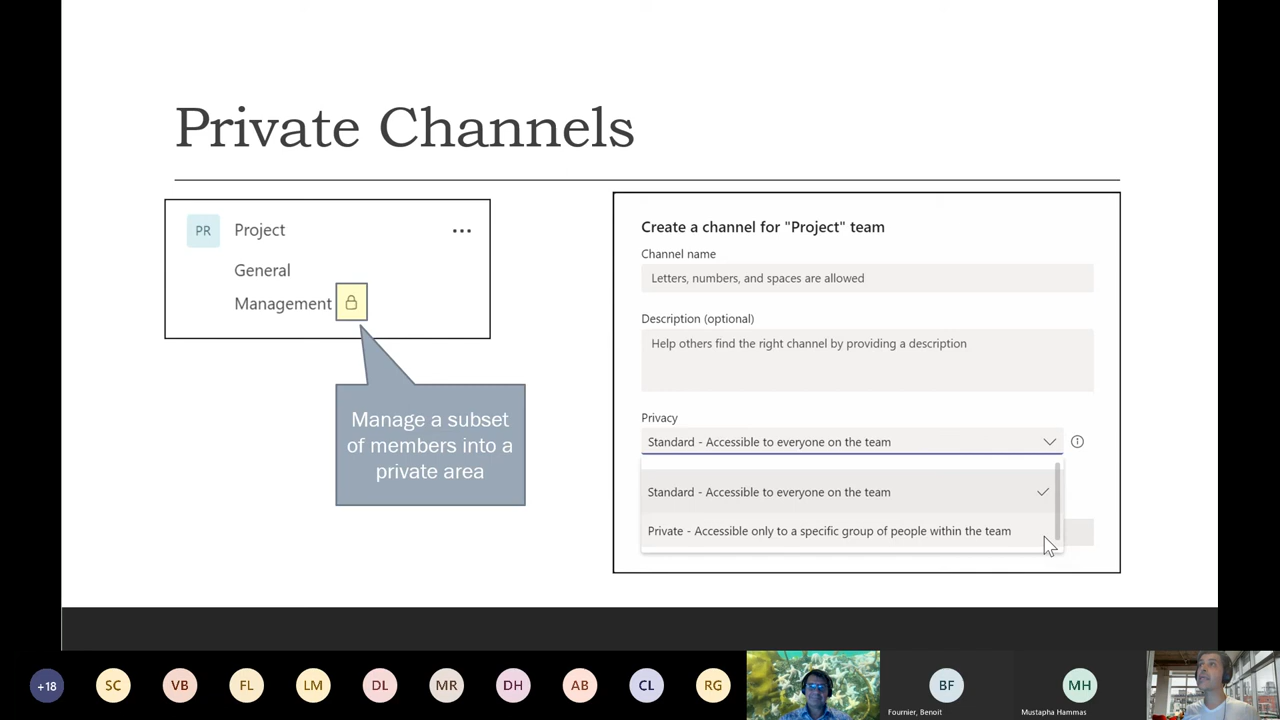 Private Channels
PR Project ...
General
Management
Manage a subset
of members into a
private area
Create a channel for "Project" team
Channel name
Letters, numbers, and spaces are allowed
Description (optional)
Help others find the right channel by providing a description
Privacy
Standard - Accessible to everyone on the team
Standard - Accessible to everyone on the team
Private - Accessible only to a specific group of people within the team
+18 SC VB FL LM DL MR DH AB CL RG BF MH
Fournier, Benoit Mustapha Hammas